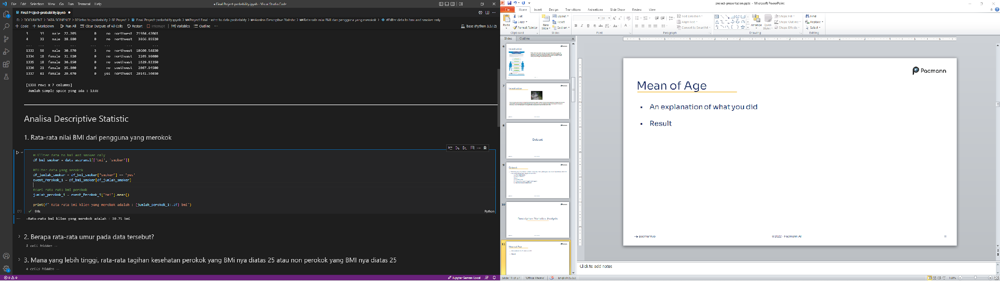 File Edit Selection View Go Run Terminal Help
Final Project-probability.ipynb - Visual Studio Code
Final Project-probability.ipynb
D: > DOCUMENT > DATA SCINENCE > 02.Intro to probability > 02 Project > Final Project-probability.ipynb > Project Final - intro to data probability > Analisa Descriptive Statistic > Rata-rata nilai BMI dari pengguna yang merokok > #Fillter data to bmi and smoker only
+ Code + Markdown Run All Clear Outputs of All Cells Restart Interrupt Variables Outline ...
base (Python 3.9.12)
3 33 male 22.705 0 no northwest 21984.47061
4 32 male 28.880 0 no northwest 3866.85520
... ... ... ... ... ... ... ...
1333 50 male 30.970 3 no northwest 10600.54830
1334 18 female 31.920 0 no northeast 2205.98080
1335 18 female 36.850 0 no southeast 1629.83350
1336 21 female 25.800 0 no southwest 2007.94500
1337 61 female 29.070 0 yes northwest 29141.36030
[1338 rows x 7 columns]
Jumlah sample space yang ada : 1338
Analisa Descriptive Statistic
1. Rata-rata nilai BMI dari pengguna yang merokok
#Fillter data to bmi and smoker only
df_bmi_smoker = data_asuransi[['bmi', 'smoker']]
#Filter data yang merokok
df_jumlah_smoker = df_bmi_smoker["smoker"] == 'yes'
event_Perokok_1 = df_bmi_smoker[df_jumlah_smoker]
#cari rata rata bmi perokok
jumlah_perokok_1 = event_Perokok_1["bmi"].mean()
print(f" Rata-rata bmi klien yang merokok adalah : {jumlah_perokok_1:.2f} bmi")
0.6s
Python
-Rata-rata bmi klien yang merokok adalah : 30.71 bmi
2. Berapa rata-rata umur pada data tersebut?
1 cell hidden ...
3. Mana yang lebih tinggi, rata-rata tagihan kesehatan perokok yang BMi nya diatas 25 atau non perokok yang BMI nya diatas 25
4 cells hidden ...
0 0
Jupyter Server: Local
project-presentation.pptx - Microsoft PowerPoint
File Home Insert Design Transitions Animations Slide Show Review View
Paste
Cut
Copy
Format Painter
Clipboard
New Slide
Layout
Reset
Section
Slides
20
Font
Text Direction
Align Text
Convert to SmartArt
Paragraph
Arrange
Quick Styles
Shape Fill
Shape Outline
Shape Effects
Drawing
Find
Replace
Select
Editing
Slides Outline
6
Introduction
7
Introduction
8
Dataset
9
Dataset
10
Descriptive Statistics Analysis
11
Mean of Age
Result
Pacmann
Mean of Age
▪ An explanation of what you did
▪ Result
pacmann.io
© 2022 - Pacmann AI
11
Click to add notes
Slide 11 of 37
"Office Theme"
English (U.S.)
100%